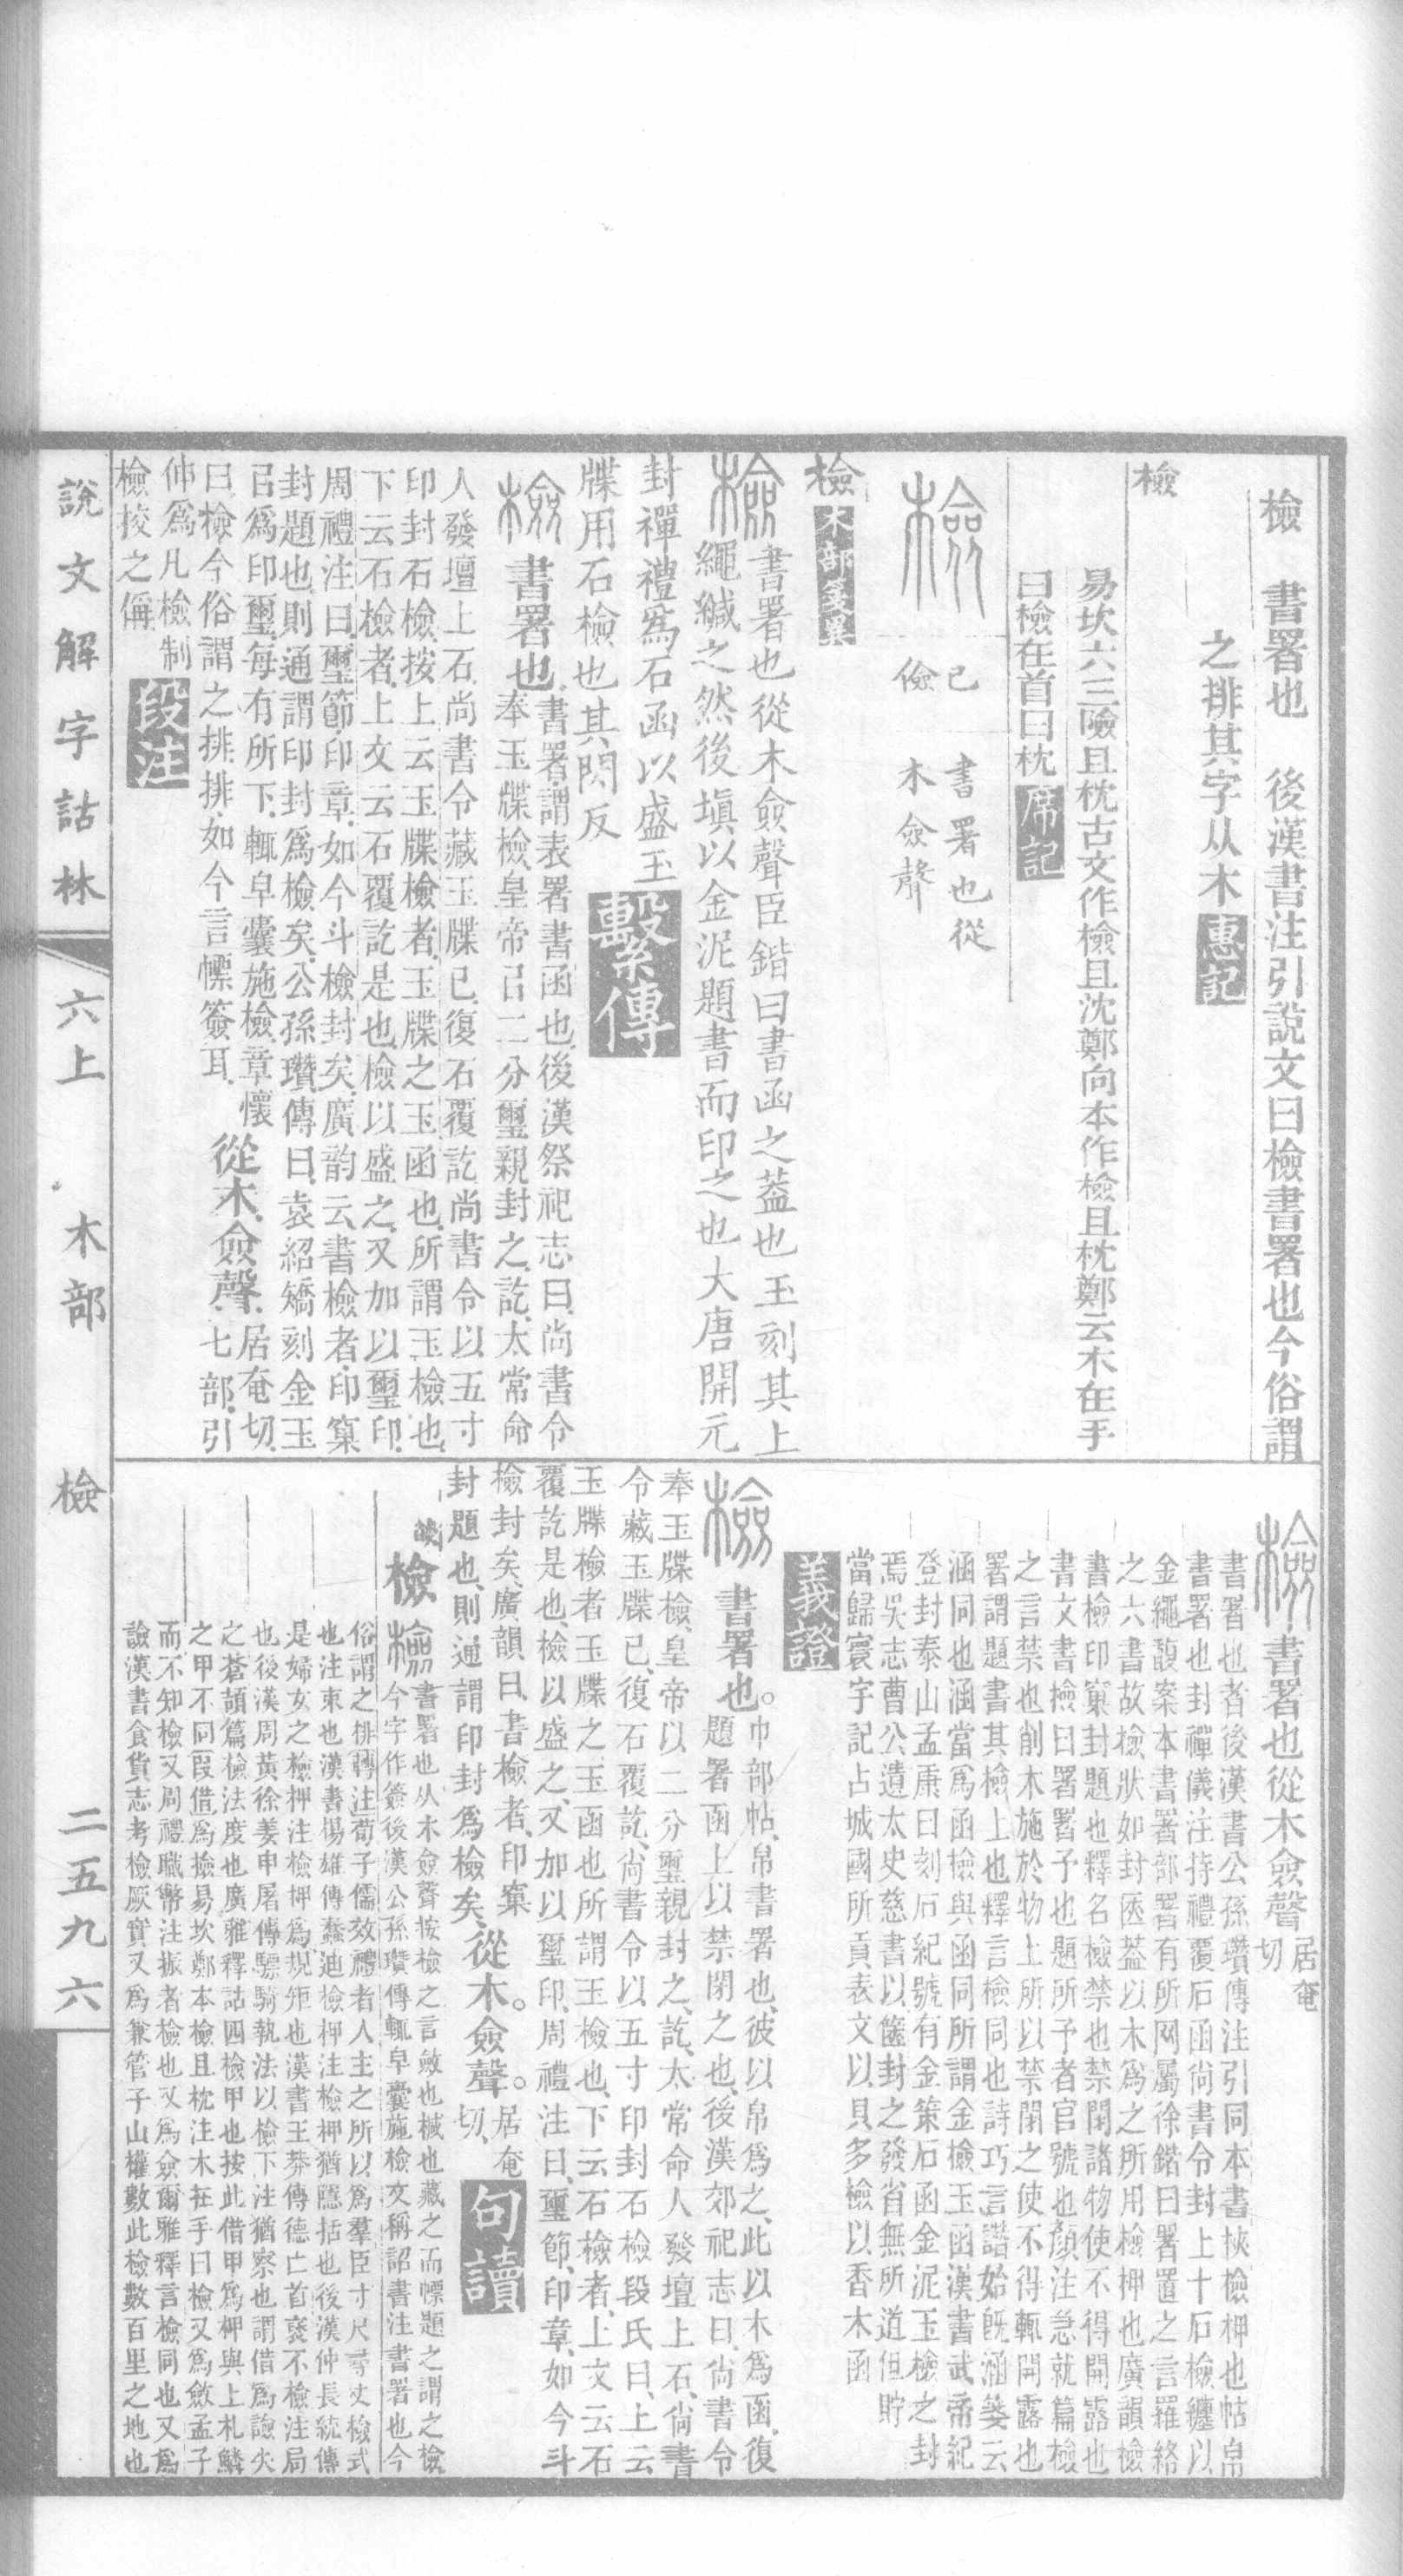 檢　書署也　後漢書注引說文曰檢書署也今俗謂
之排其字从木惠記
檢
易坎六三險且枕古文作檢且沈鄭向本作檢且枕鄭云木在手
曰檢在首曰枕席記
檢
已　書署也從
儉　木僉聲
檢木部箋異
檢書署也從木僉聲臣鍇曰書函之蓋也玉刻其上
繩緘之然後塡以金泥題書而印之也大唐開元
封禪禮爲石函以盛玉
牒用石檢也其閃反繫傳
檢書署也書署謂表署書函也後漢祭祀志曰尚書令
奉玉牒檢皇帝㠯二分璽親封之訖太常命
人發壇上石尚書令藏玉牒已復石覆訖尚書令以五寸
印封石檢按上云玉牒檢者玉牒之玉函也所謂玉檢也
下云石檢者上文云石覆訖是也檢以盛之又加以璽印
周禮注曰璽節印章如今斗檢封矣廣韵云書檢者印窠
封題也則通謂印封爲檢矣公孫瓚傳曰袁紹矯刻金玉
㠯爲印璽每有所下輒皁囊施檢章懷
曰檢今俗謂之排排如今言幖簽耳從木僉聲居奄切七部引
伸爲凡檢制
檢挍之偁段注
檢書署也從木僉聲居奄切
書署也者後漢書公孫瓚傳注引同本書梜檢柙也帖帛
書署也封禪儀注持禮覆石函尚書令封上十石檢纏以
金繩馥案本書署部署有所网屬徐鍇曰署置之言羅絡
之六書故檢狀如封匧蓋以木爲之所用檢柙也廣韻檢
書檢印窠封題也釋名檢禁也禁閉諸物使不得開露也
書文書檢曰署署予也題所予者官號也顏注急就篇檢
之言禁也削木施於物上所以禁閉之使不得輒開露也
署謂題書其檢上也釋言檢同也詩巧言譖始旣涵箋云
涵同也涵當爲函檢與函同所謂金檢玉函漢書武帝紀
登封泰山孟康曰刻石紀號有金策石函金泥玉檢之封
焉吳志曹公遺太史慈書以篋封之發省無所道但貯
當歸寰宇記占城國所貢表文以貝多檢以香木函
義證
檢書署也。巾部帖帛書署也彼以帛爲之此以木爲函復
題署函上以禁閉之也後漢郊祀志曰尚書令
奉玉牒檢皇帝以二分璽親封之訖太常命人發壇上石尚書
令藏玉牒已復石覆訖尚書令以五寸印封石檢段氏曰上云
玉牒檢者玉牒之玉函也所謂玉檢也下云石檢者上文云石
覆訖是也檢以盛之又加以璽印周禮注曰璽節印章如今斗
檢封矣廣韻曰書檢者印窠
封題也則通謂印封爲檢矣從木。僉聲。居奄切句讀
檢
檢書署也从木僉聲按檢之言斂也緘也藏之而幖題之謂之檢
今字作簽後漢公孫瓚傳輒皁囊施檢文稱詔書注書署也今
俗謂之排轉注荀子儒效禮者人主之所以爲羣臣寸尺尋丈檢式
也注束也漢書揚雄傳蠢迪檢柙注檢柙猶隱括也後漢仲長統傳
是婦女之檢柙注檢柙爲規矩也漢書王莽傳德亡首襃不檢注局
也後漢周黃徐姜申屠傳驃騎執法以檢下注猶察也謂借爲譣㕥
之蒼頡篇檢法度也廣雅釋詁四檢甲也按此借甲爲柙與上札鱗
之甲不同叚借爲撿易坎鄭本檢且枕注木在手曰檢又爲斂孟子
而不知檢又周禮職幣注振者檢也又爲僉爾雅釋言檢同也又爲
譣漢書食貨志考檢厥實又爲兼管子山權數此檢數百里之地也
說文解字詁林　六上　木部　檢　二五九六